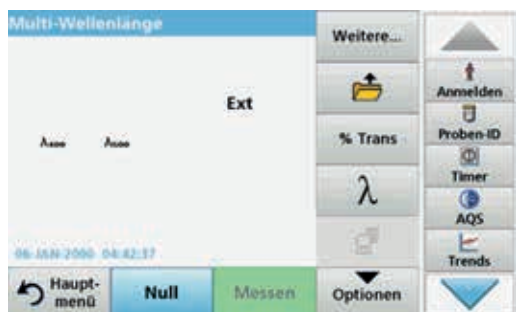 Multi-Wellenlänge
Ext
06-JAN-2000 04:42:37
Haupt-
menü
Null
Messen
Weitere...
% Trans
λ
Optionen
Anmelden
Proben-ID
Timer
AQS
Trends